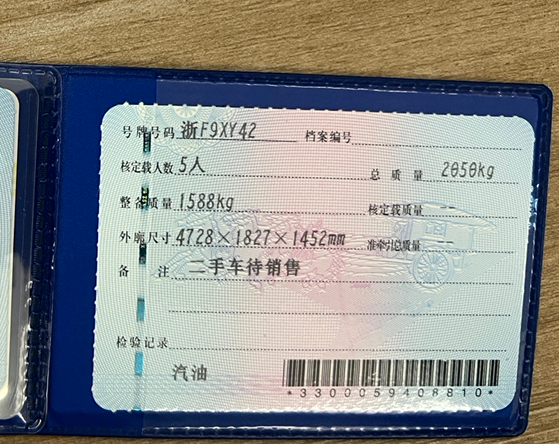 号牌号码 浙F9XY42 档案编号
核定载人数 5人 总质量 2050kg
整备质量 1588kg 核定载质量 --
外廓尺寸 4728×1827×1452mm 准牵引总质量 --
备注 二手车待销售
检验记录
汽油
*3300059408810*